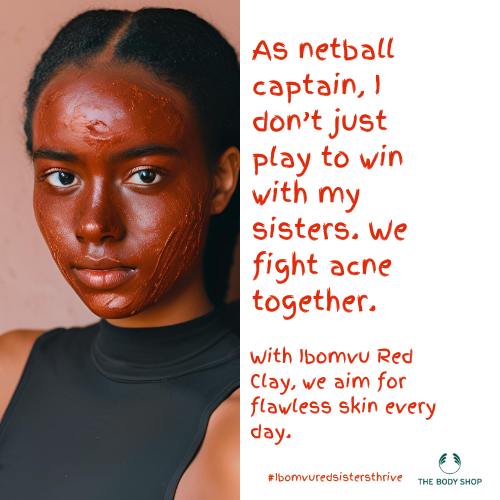 As netball
captain, I
don't just
play to win
with my
sisters. We
fight acne
together.
With Ibomvu Red
Clay, we aim for
flawless skin every
day.
#Ibomvuredsistersthrive
THE BODY SHOP